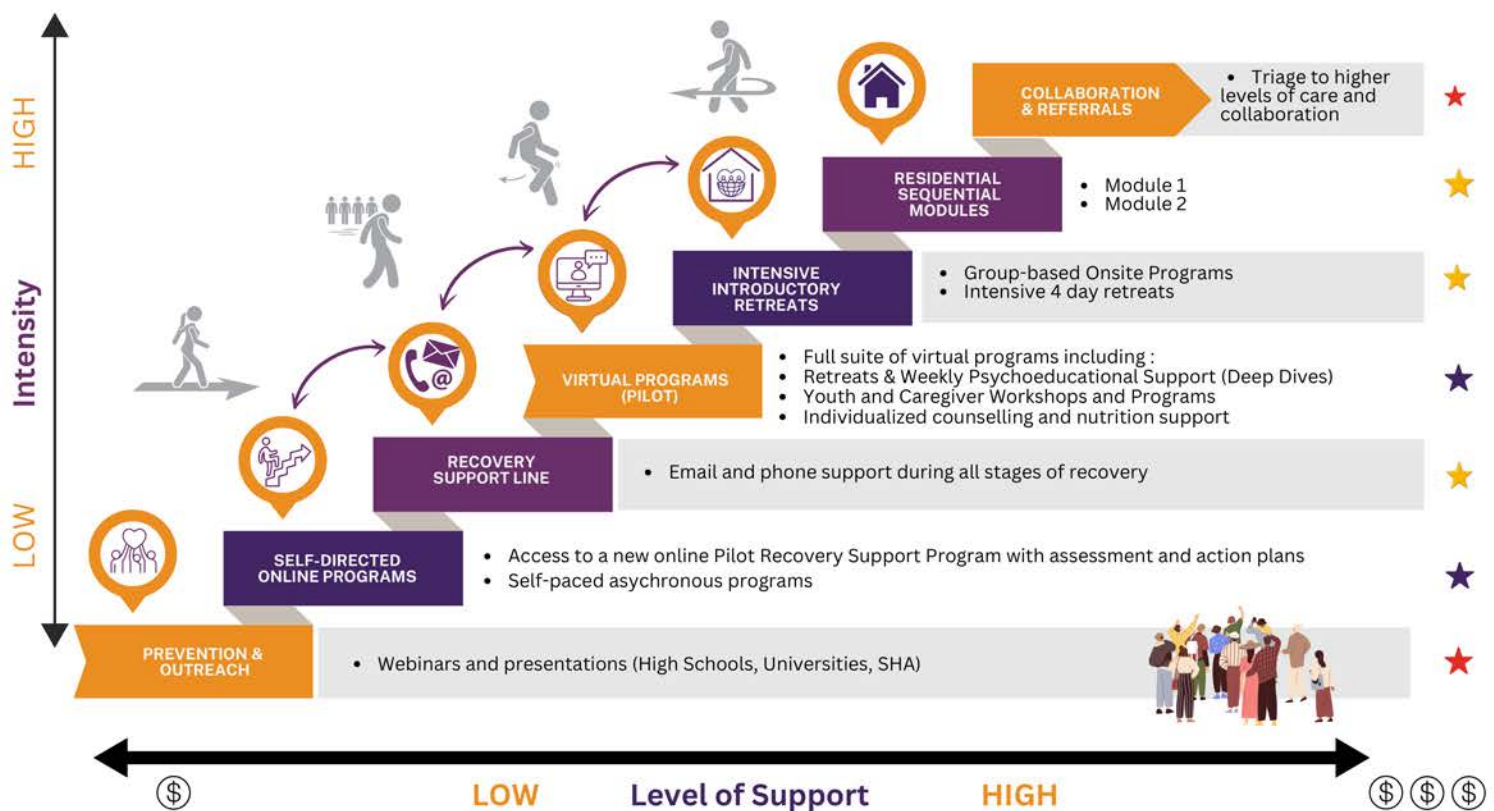 HIGH
Intensity
LOW
COLLABORATION
& REFERRALS
• Triage to higher
levels of care and
collaboration
RESIDENTIAL
SEQUENTIAL
MODULES
• Module 1
• Module 2
INTENSIVE
INTRODUCTORY
RETREATS
• Group-based Onsite Programs
• Intensive 4 day retreats
VIRTUAL PROGRAMS
(PILOT)
• Full suite of virtual programs including :
• Retreats & Weekly Psychoeducational Support (Deep Dives)
• Youth and Caregiver Workshops and Programs
• Individualized counselling and nutrition support
@
RECOVERY
SUPPORT LINE
• Email and phone support during all stages of recovery
SELF-DIRECTED
ONLINE PROGRAMS
• Access to a new online Pilot Recovery Support Program with assessment and action plans
• Self-paced asychronous programs
PREVENTION &
OUTREACH
• Webinars and presentations (High Schools, Universities, SHA)
$ LOW Level of Support HIGH $ $ $